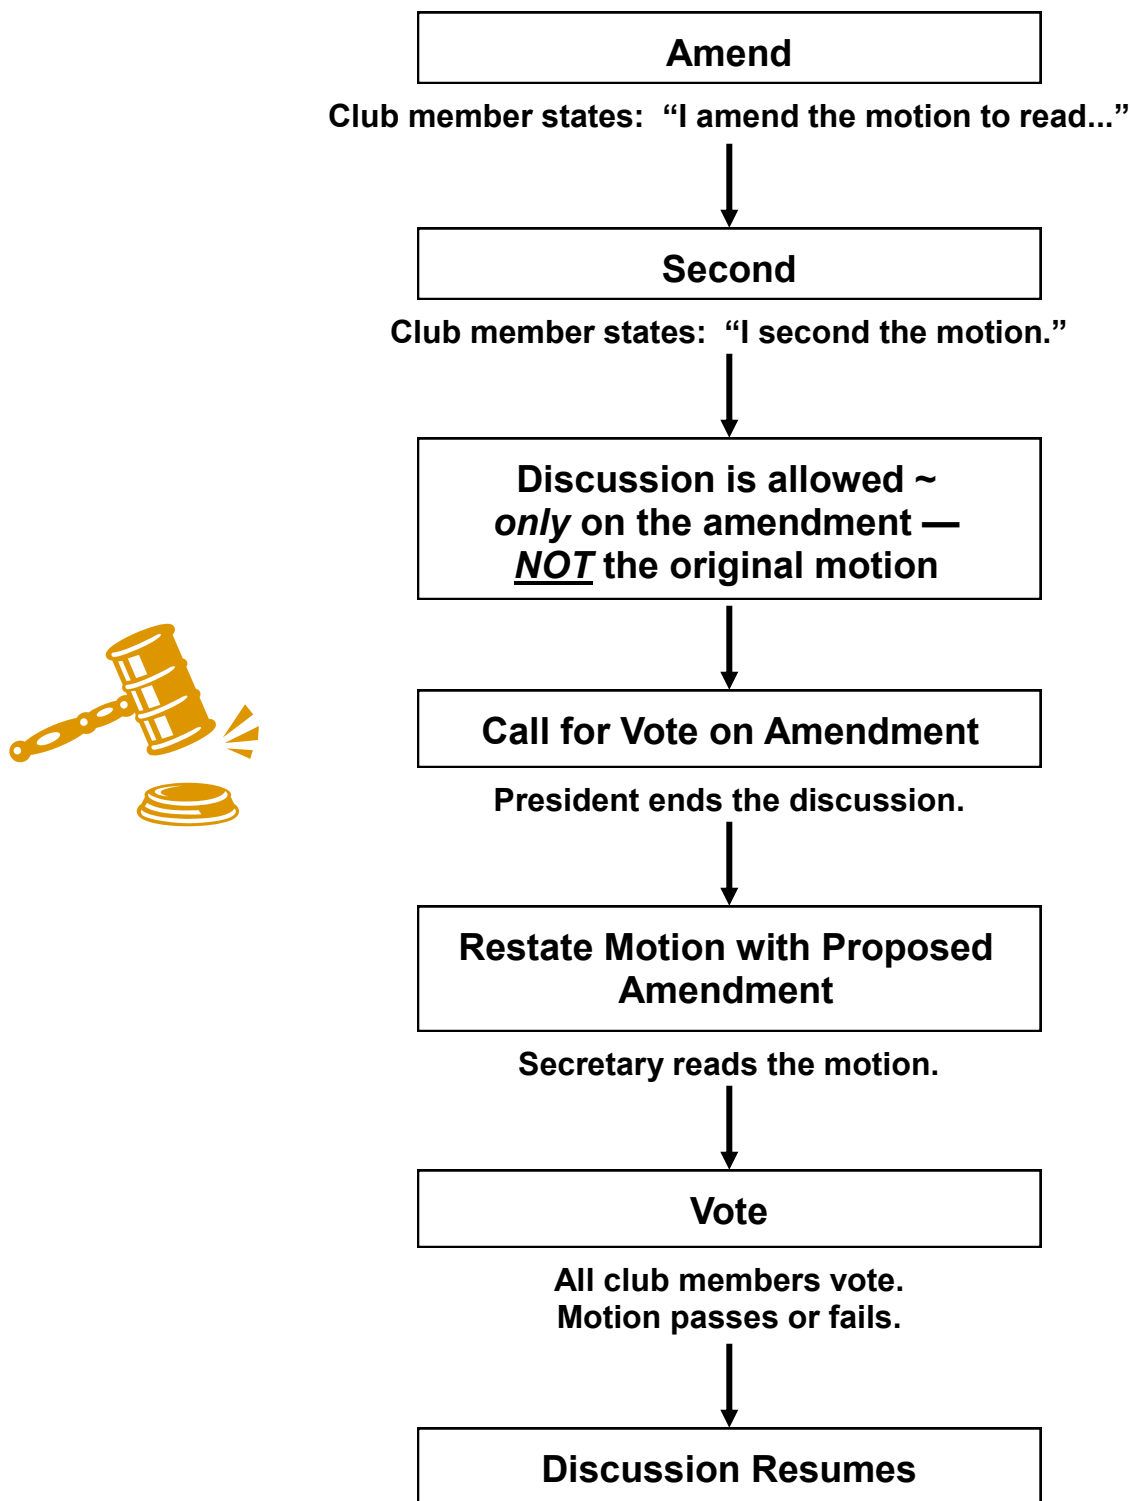 Amend
Club member states:  “I amend the motion to read...”
Second
Club member states:  “I second the motion.”
Discussion is allowed ~
only on the amendment —
NOT the original motion
Call for Vote on Amendment
President ends the discussion.
Restate Motion with Proposed
Amendment
Secretary reads the motion.
Vote
All club members vote.
Motion passes or fails.
Discussion Resumes